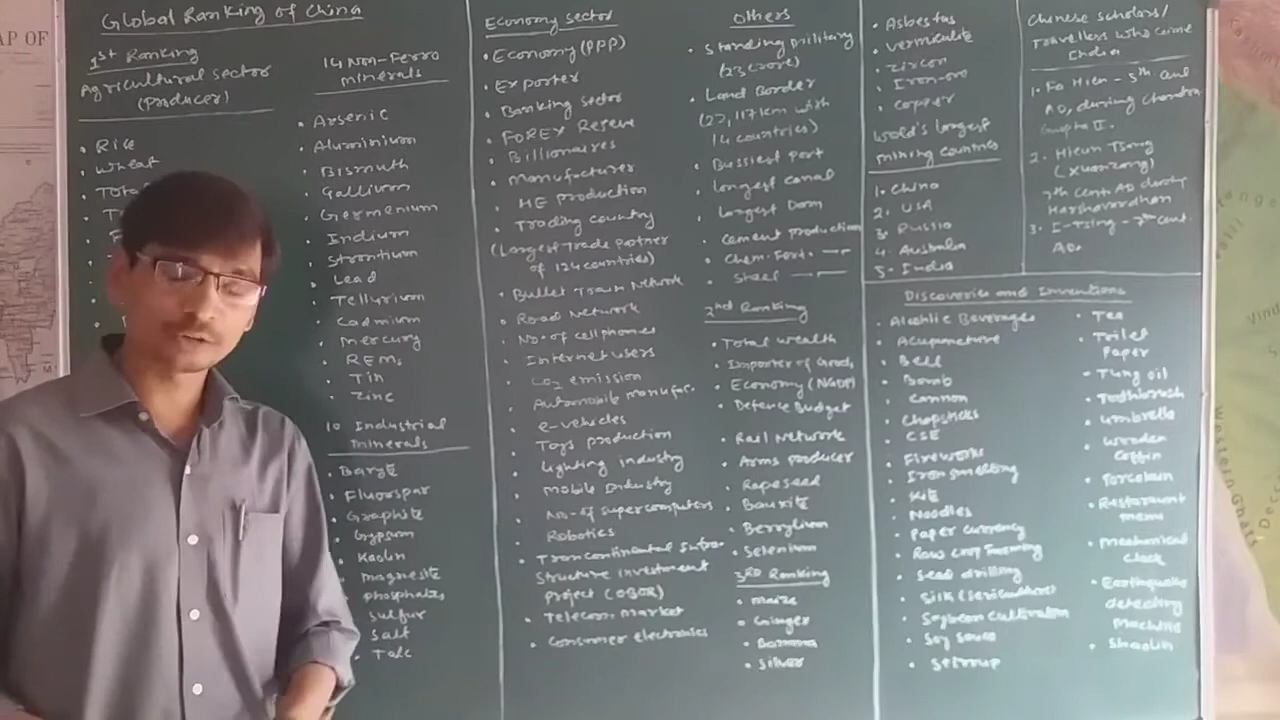 AP OF
Global Ranking of China
1st Ranking
Agricultural sector
(Producer)
Rice
Wheat
14 Non-Ferro
minerals
Arsenic
Aluminium
Bismuth
Gallium
Germenium
Indium
Strontium
Lead
Tellurium
Cadmium
Mercury
REMs
Tin
Zinc
10 Industrial
minerals
Baryte
Fluorspar
Graphite
Gypsum
Kaolin
magnesite
phosphates
Sulfur
Salt
Talc
Economy sector
Economy (PPP)
Exporter
Banking sector
FOREX Reserve
Billionaires
Manufacturer
HE production
Trading country
(Largest Trade Partner
of 124 countries)
Bullet Train Network
Road Network
No. of cellphones
Internet users
CO2 emission
Automobile manufac.
e-vehicles
Toys production
Lighting industry
Mobile Industry
No. of supercomputers
Robotics
Transcontinental Infra-
structure investment
project (OBOR)
Telecom market
Consumer electronics
Others
Standing military
(23 crore)
Land Border
(22,117 km with
14 countries)
Bussiest port
longest canal
Largest Dam
Cement production
Chem. Fert.
Steel
2nd Ranking
Total wealth
Importer of Goods
Economy (NGDP)
Defence Budget
Rail Network
Arms producer
Rapeseed
Bauxite
Berrylium
Selenium
3rd Ranking
maize
Ginger
Banana
Silver
Asbestas
vermiculite
Zircon
Iron-ore
Copper
World's largest
mining countries
1. China
2. USA
3. Russia
4. Australia
5. India
Chinese scholars/
Travellers who came
India
1. Fa Hien - 5th cent
AD, during Chandra
Gupta II.
2. Hieun Tsang
(Xuanzang)
7th cent. AD during
Harshavardhan
3. I-Tsing - 7th cent.
AD.
Discoveries and Inventions
Alcohlic Beverages
Acupuncture
Bell
Bomb
Cannon
Chopsticks
CSE
Fireworks
Iron smelting
Kite
Noodles
Paper currency
Row crop farming
Seed drilling
Silk (sericulture)
Soybean cultivation
Soy sauce
Tea
Toilet
Paper
Tung oil
Toothbrush
Umbrella
Wooden
Coffin
Porcelain
Restaurant
menu
Mechanical
clock
Earthquake
detecting
Machine
Shaolin
Western Ghats